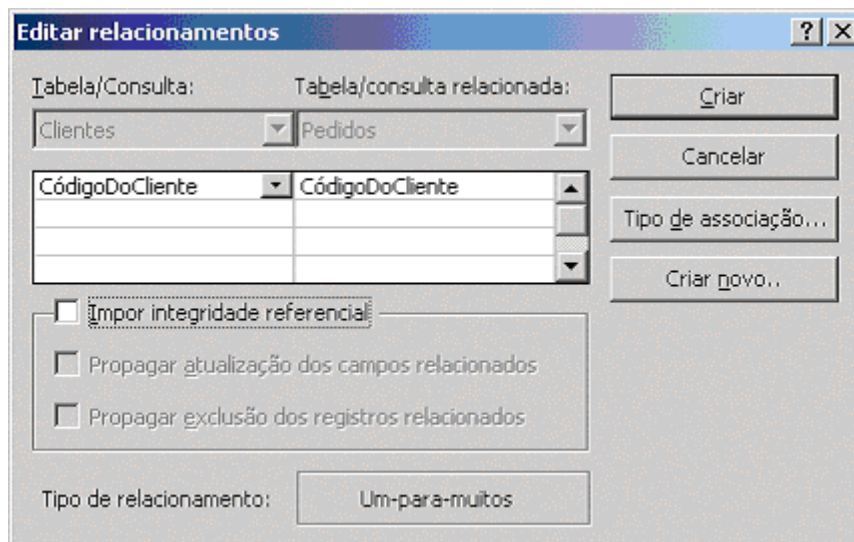 Editar relacionamentos
Tabela/Consulta:
Tabela/consulta relacionada:
Criar
Clientes
Pedidos
Cancelar
CódigoDoCliente
CódigoDoCliente
Tipo de associação...
Criar novo..
Impor integridade referencial
Propagar atualização dos campos relacionados
Propagar exclusão dos registros relacionados
Tipo de relacionamento:
Um-para-muitos